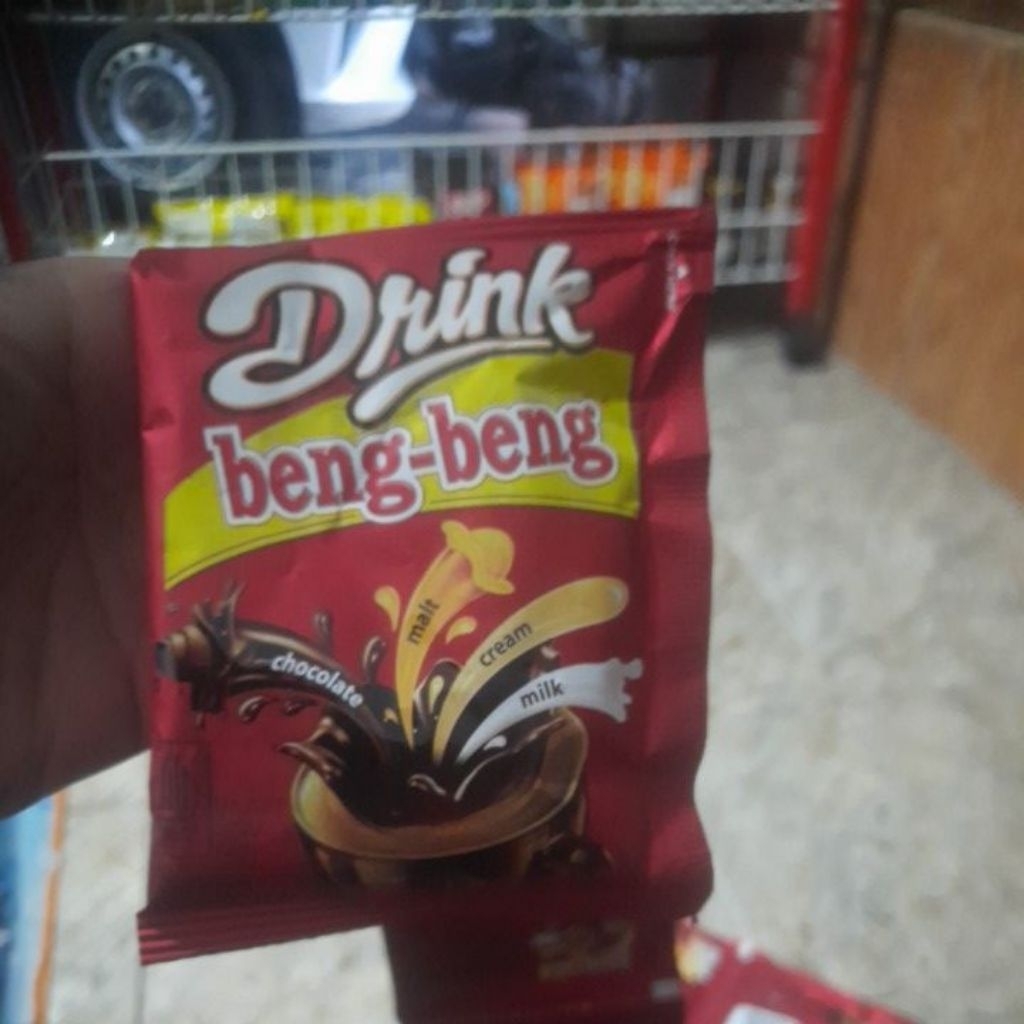 Drink
beng-beng
malt
cream
chocolate
milk